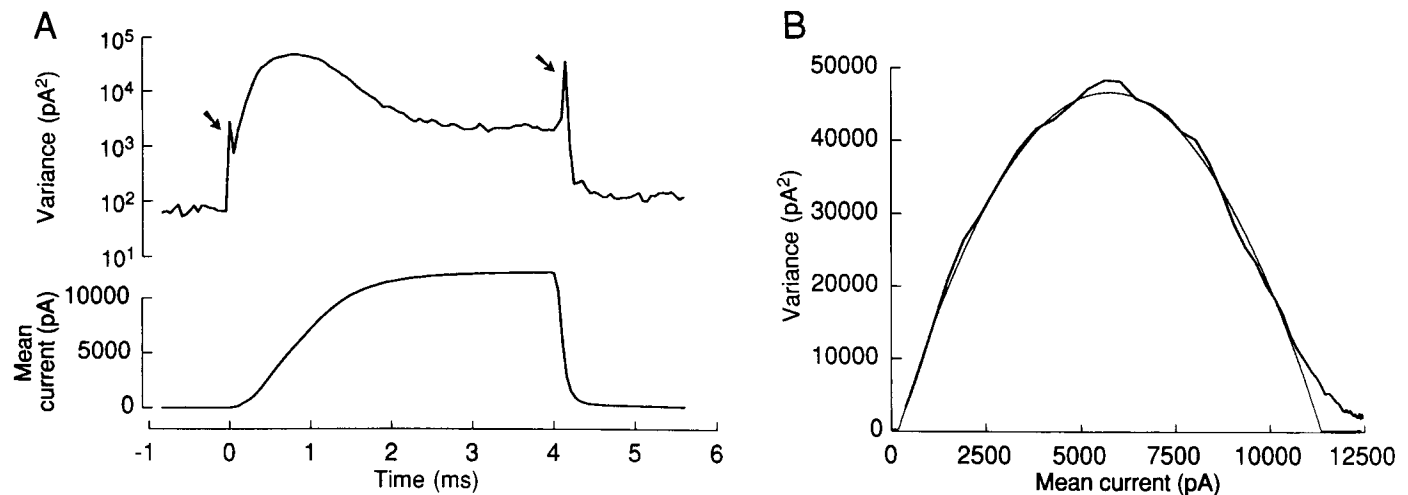 A
Variance (pA²)
10⁵
10⁴
10³
10²
10¹
Mean
current (pA)
10000
5000
0
-1 0 1 2 3 4 5 6
Time (ms)
B
Variance (pA²)
50000
40000
30000
20000
10000
0
0 2500 5000 7500 10000 12500
Mean current (pA)